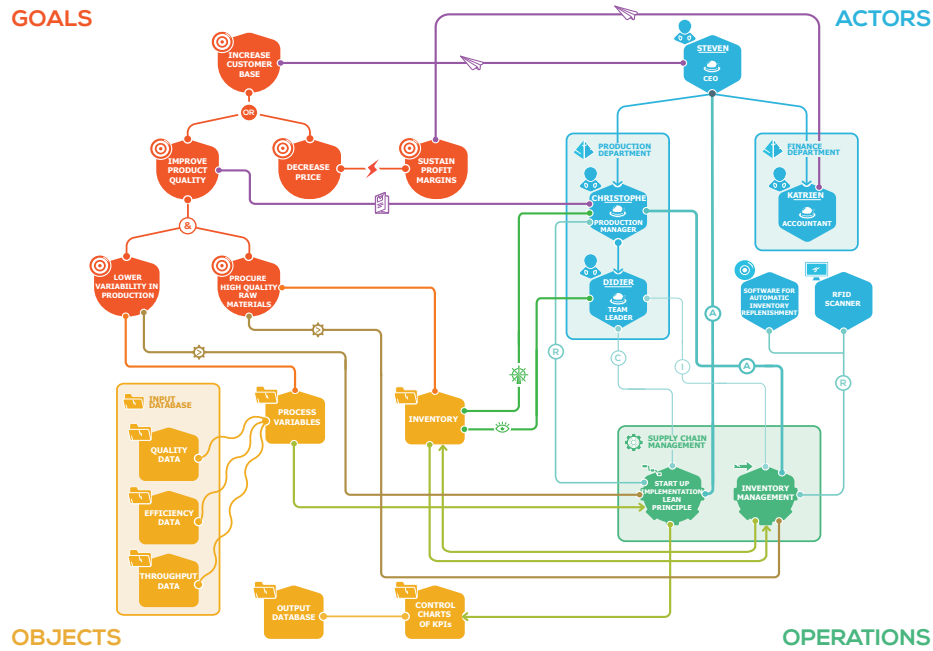 GOALS
ACTORS
INCREASE
CUSTOMER
BASE
STEVEN
CEO
OR
IMPROVE
PRODUCT
QUALITY
DECREASE
PRICE
SUSTAIN
PROFIT
MARGINS
PRODUCTION
DEPARTMENT
FINANCE
DEPARTMENT
CHRISTOPHE
PRODUCTION
MANAGER
KATRIEN
ACCOUNTANT
&
LOWER
VARIABILITY IN
PRODUCTION
PROCURE
HIGH QUALITY
RAW
MATERIALS
DIDIER
TEAM
LEADER
SOFTWARE FOR
AUTOMATIC
INVENTORY
REPLENISHMENT
RFID
SCANNER
A
R
C
I
A
R
INPUT
DATABASE
PROCESS
VARIABLES
INVENTORY
QUALITY
DATA
EFFICIENCY
DATA
THROUGHPUT
DATA
SUPPLY CHAIN
MANAGEMENT
START UP
IMPLEMENTATION
LEAN
PRINCIPLE
INVENTORY
MANAGEMENT
OUTPUT
DATABASE
CONTROL
CHARTS
OF KPIs
OBJECTS
OPERATIONS